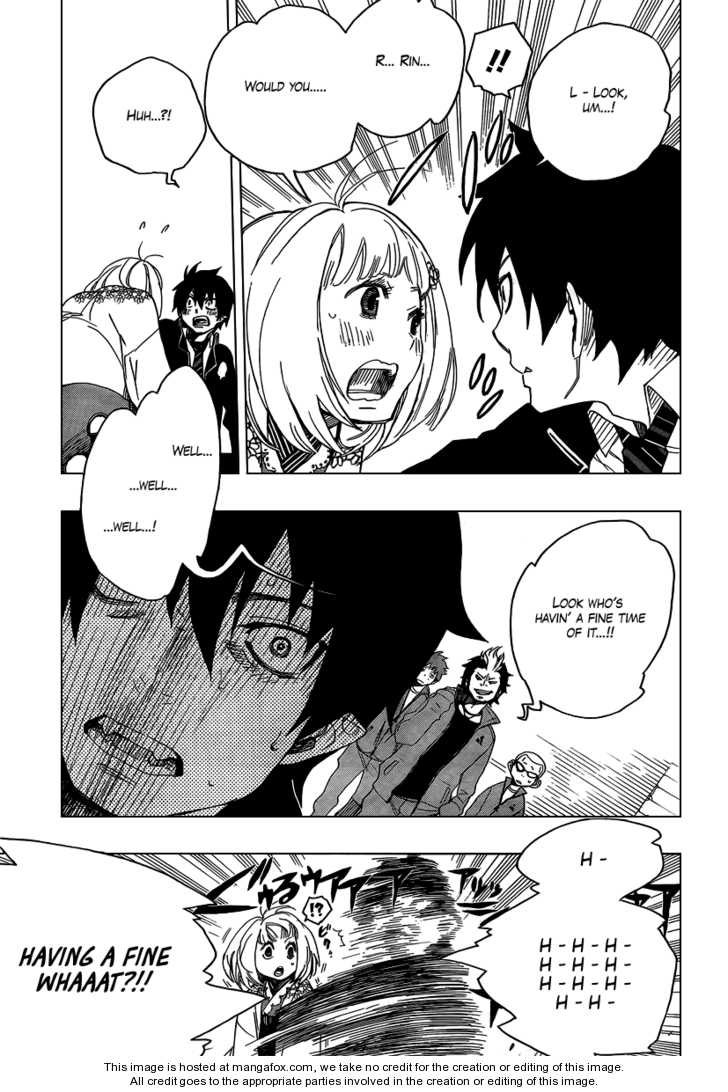 L - LOOK,
UM...!
!!
R... RIN...
WOULD YOU.....
HUH...?!
WELL...
...WELL...
...WELL...!
LOOK WHO'S
HAVIN' A FINE TIME
OF IT...!!
H -
H - H - H -
H - H - H -
H - H - H -
H - H -
!?
HAVING A FINE
WHAAAT?!!
This image is hosted at mangafox.com, we take no credit for the creation or editing of this image.
All credit goes to the appropriate parties involved in the creation or editing of this image.